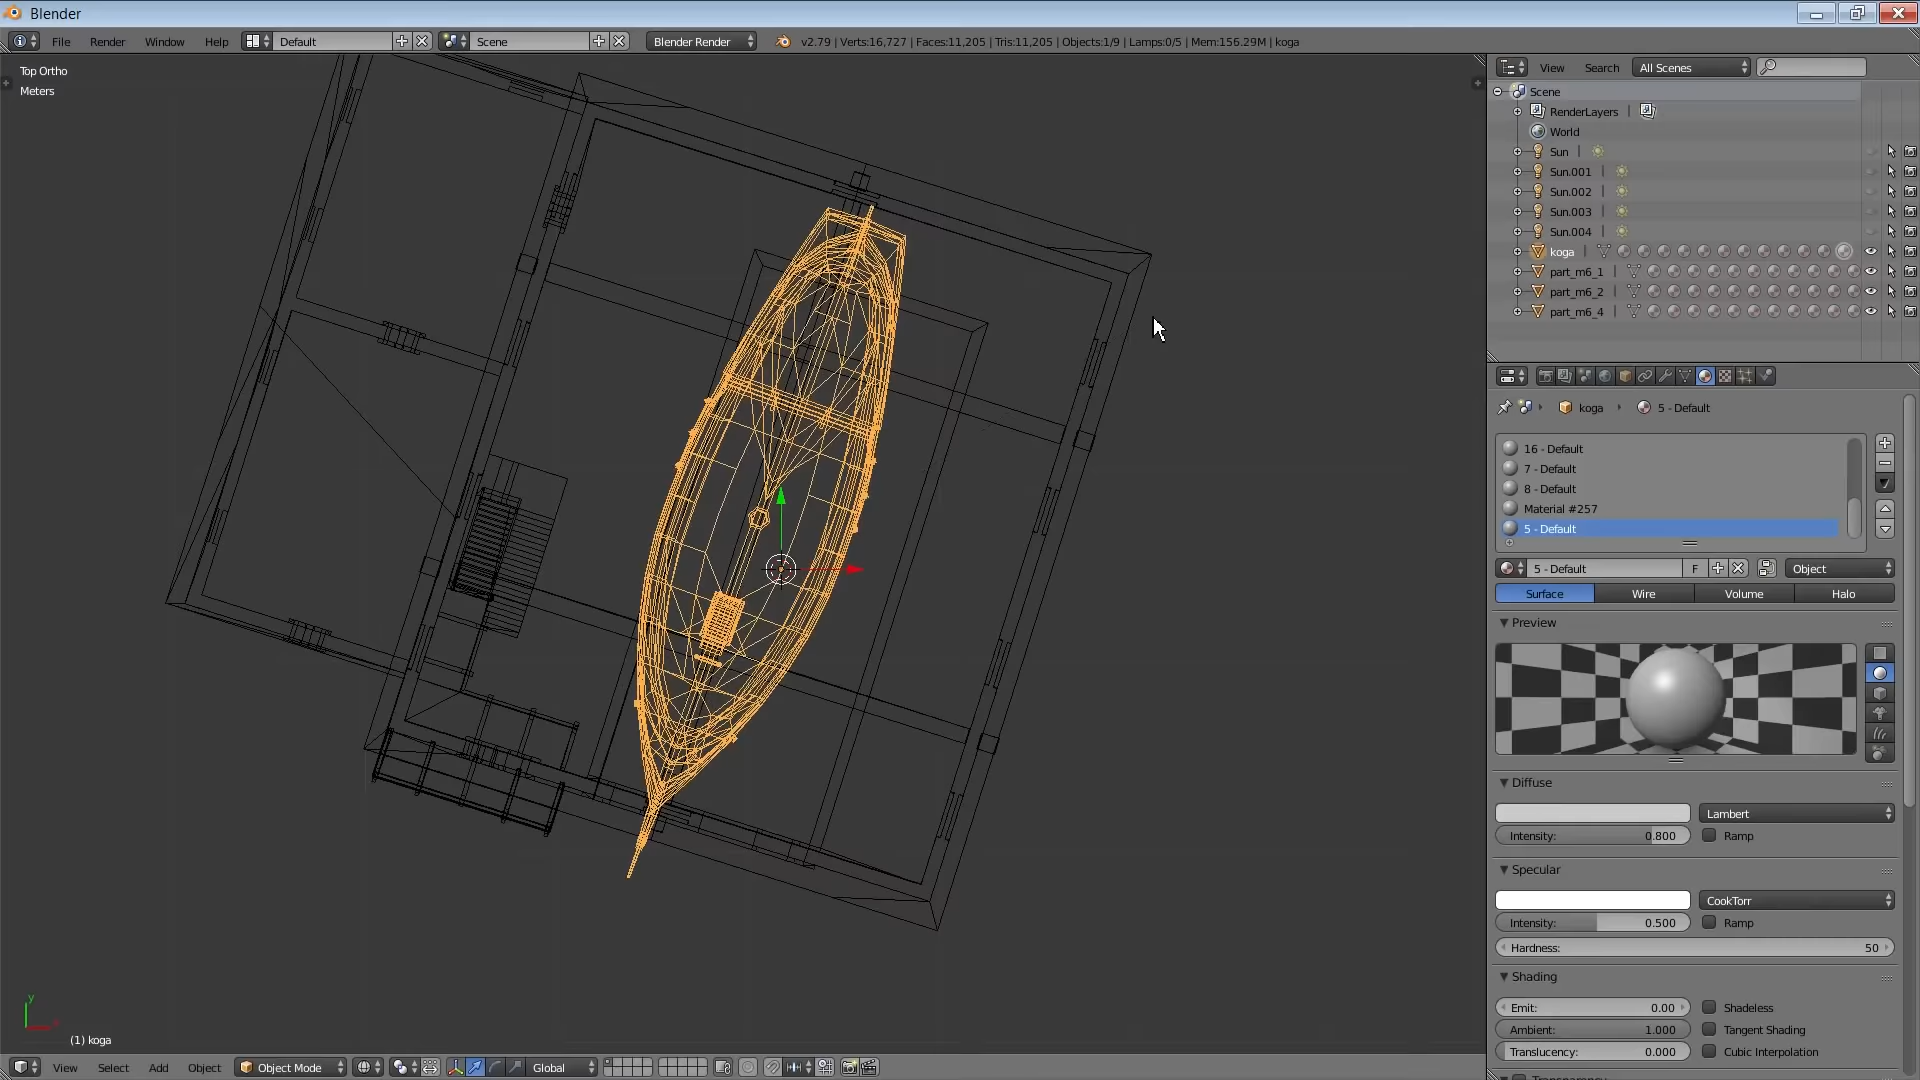 Blender
File Render Window Help Default Scene Blender Render v2.79 | Verts:16,727 | Faces:11,205 | Tris:11,205 | Objects:1/9 | Lamps:0/5 | Mem:156.29M | koga
Top Ortho
Meters
View Search All Scenes
Scene
RenderLayers
World
Sun
Sun.001
Sun.002
Sun.003
Sun.004
koga
part_m6_1
part_m6_2
part_m6_4
koga 5 - Default
16 - Default
7 - Default
8 - Default
Material #257
5 - Default
5 - Default F Object
Surface Wire Volume Halo
Preview
Diffuse
Lambert
Intensity: 0.800 Ramp
Specular
CookTorr
Intensity: 0.500 Ramp
Hardness: 50
Shading
Emit: 0.00 Shadeless
Ambient: 1.000 Tangent Shading
Translucency: 0.000 Cubic Interpolation
y
(1) koga
View Select Add Object Object Mode Global